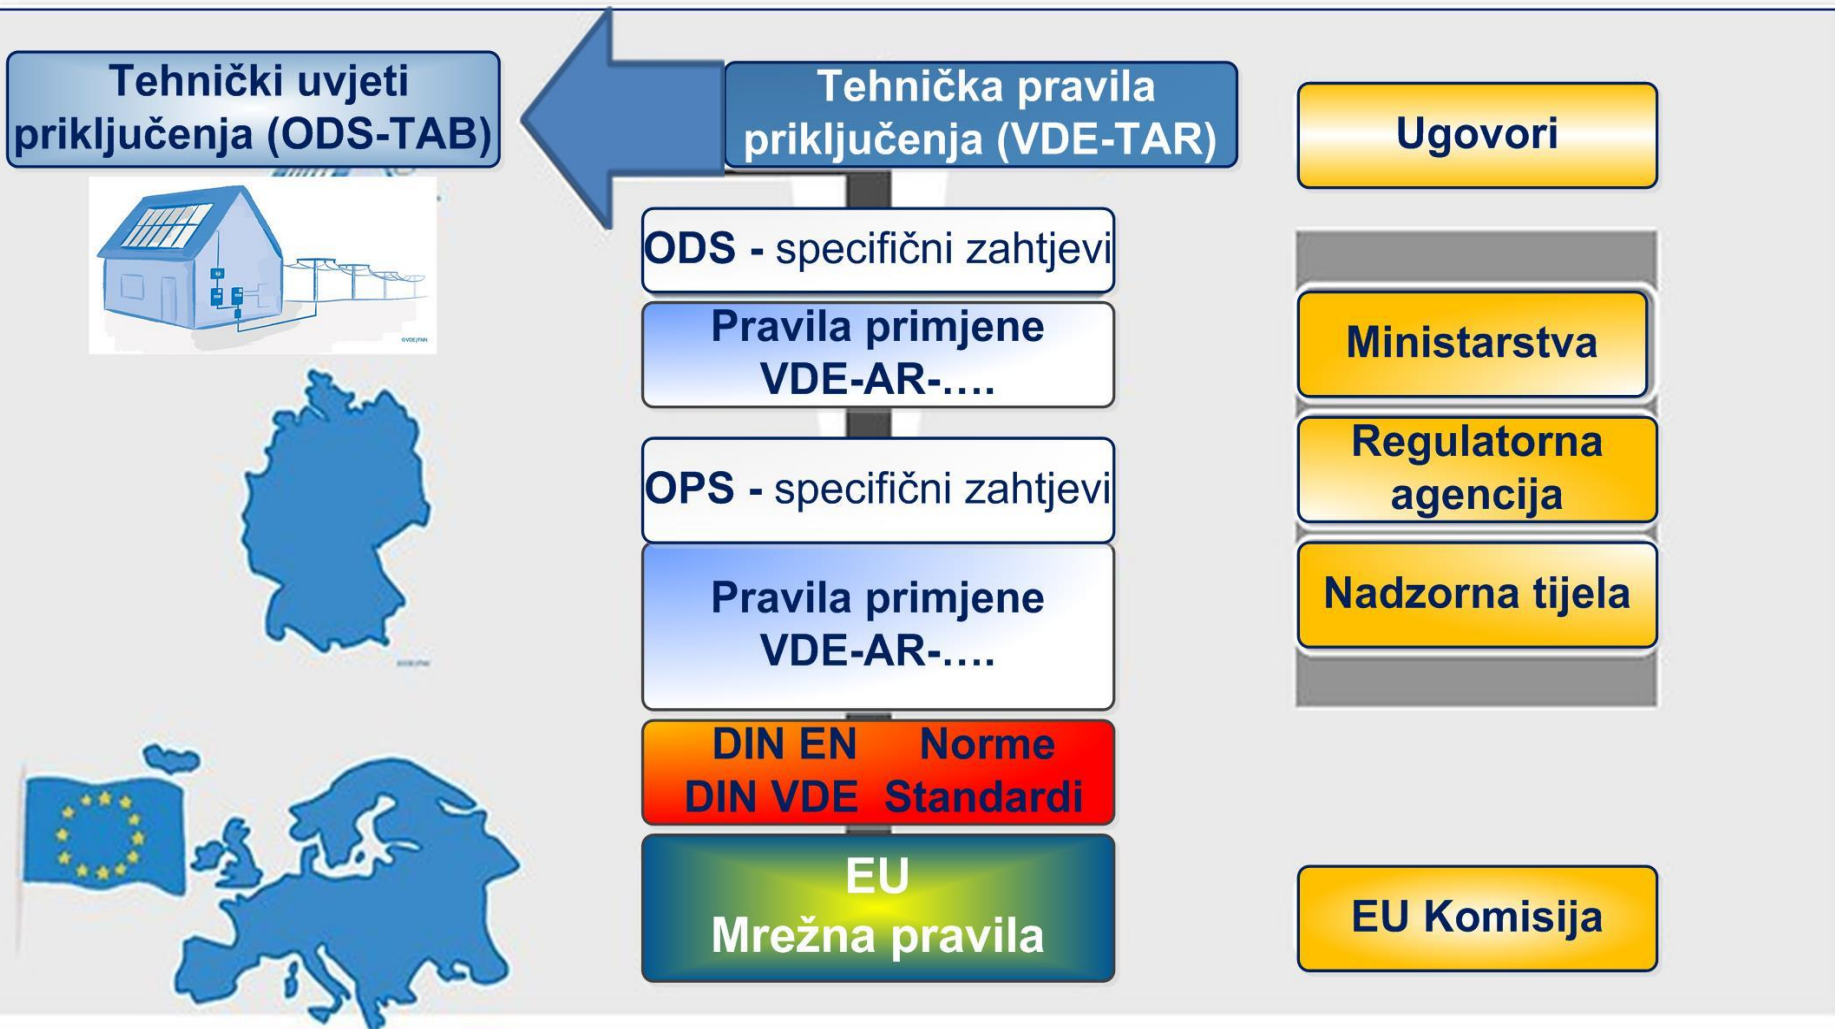 Tehnički uvjeti
priključenja (ODS-TAB)
Tehnička pravila
priključenja (VDE-TAR)
Ugovori
ODS - specifični zahtjevi
Pravila primjene
VDE-AR-....
OPS - specifični zahtjevi
Pravila primjene
VDE-AR-....
DIN EN Norme
DIN VDE Standardi
EU
Mrežna pravila
Ministarstva
Regulatorna
agencija
Nadzorna tijela
EU Komisija
©VDE|FNN